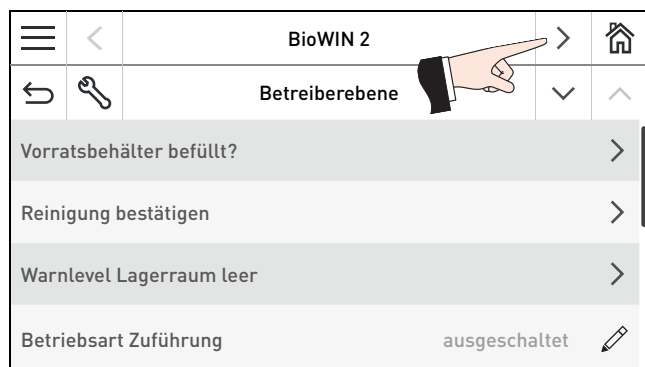 BioWIN 2
Betreiberebene
Vorratsbehälter befüllt?
Reinigung bestätigen
Warnlevel Lagerraum leer
Betriebsart Zuführung ausgeschaltet